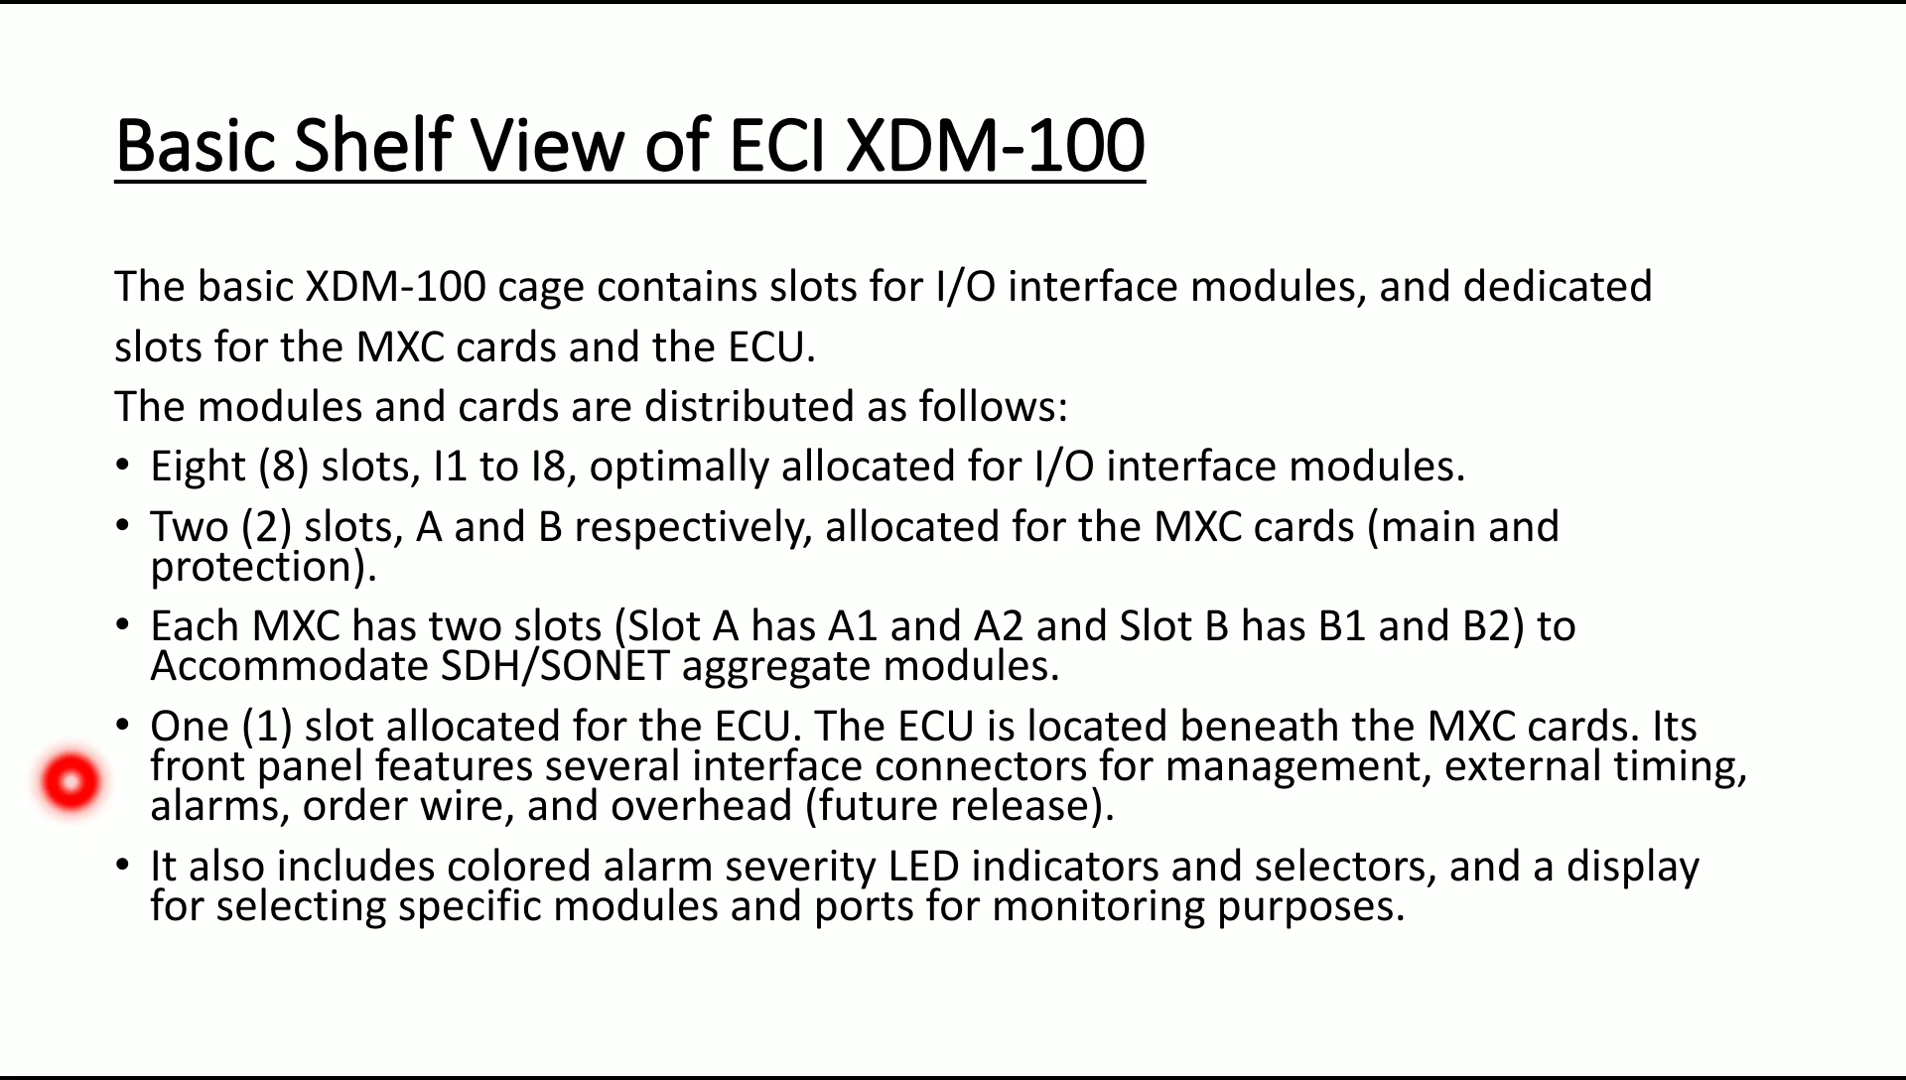 Basic Shelf View of ECI XDM-100
The basic XDM-100 cage contains slots for I/O interface modules, and dedicated
slots for the MXC cards and the ECU.
The modules and cards are distributed as follows:
• Eight (8) slots, I1 to I8, optimally allocated for I/O interface modules.
• Two (2) slots, A and B respectively, allocated for the MXC cards (main and
protection).
• Each MXC has two slots (Slot A has A1 and A2 and Slot B has B1 and B2) to
Accommodate SDH/SONET aggregate modules.
• One (1) slot allocated for the ECU. The ECU is located beneath the MXC cards. Its
front panel features several interface connectors for management, external timing,
alarms, order wire, and overhead (future release).
• It also includes colored alarm severity LED indicators and selectors, and a display
for selecting specific modules and ports for monitoring purposes.